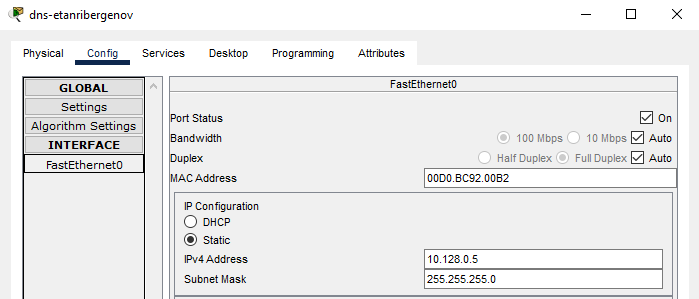 dns-etanribergenov
Physical Config Services Desktop Programming Attributes
GLOBAL
Settings
Algorithm Settings
INTERFACE
FastEthernet0
FastEthernet0
Port Status On
Bandwidth 100 Mbps 10 Mbps Auto
Duplex Half Duplex Full Duplex Auto
MAC Address 00D0.BC92.00B2
IP Configuration
DHCP
Static
IPv4 Address 10.128.0.5
Subnet Mask 255.255.255.0